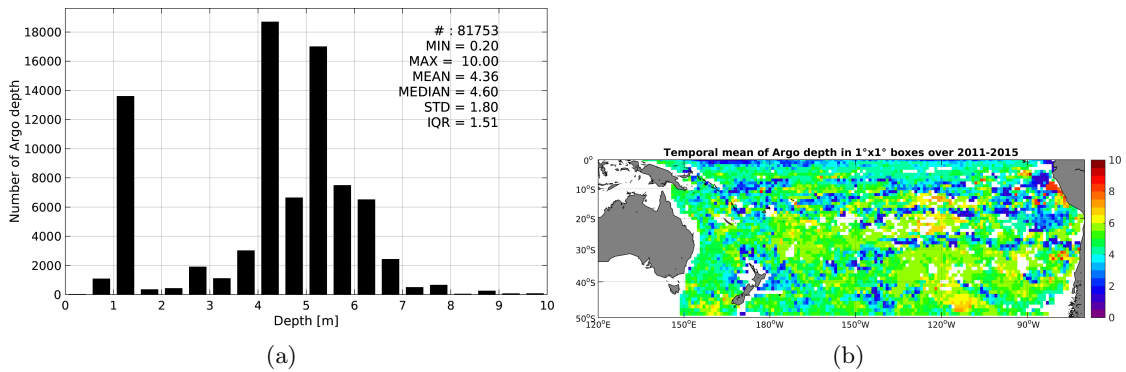 18000
16000
14000
12000
10000
8000
6000
4000
2000
0
Number of Argo depth
# : 81753
MIN = 0.20
MAX = 10.00
MEAN = 4.36
MEDIAN = 4.60
STD = 1.80
IQR = 1.51
0 1 2 3 4 5 6 7 8 9 10
Depth [m]
(a)
Temporal mean of Argo depth in 1°x1° boxes over 2011-2015
0°
10°S
20°S
30°S
40°S
50°S
120°E 150°E 180°W 150°W 120°W 90°W
10
8
6
4
2
0
(b)